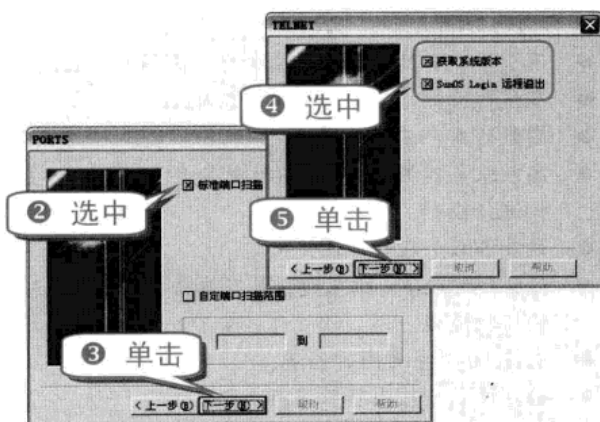 TELNET
☒ 获取系统版本
☒ SunOS Login 远程溢出
❹ 选中
❺ 单击
< 上一步(B) 下一步(N) > 取消 帮助
PORTS
☒ 标准端口扫描
❷ 选中
☐ 自定端口扫描范围
到
❸ 单击
< 上一步(B) 下一步(N) > 取消 帮助